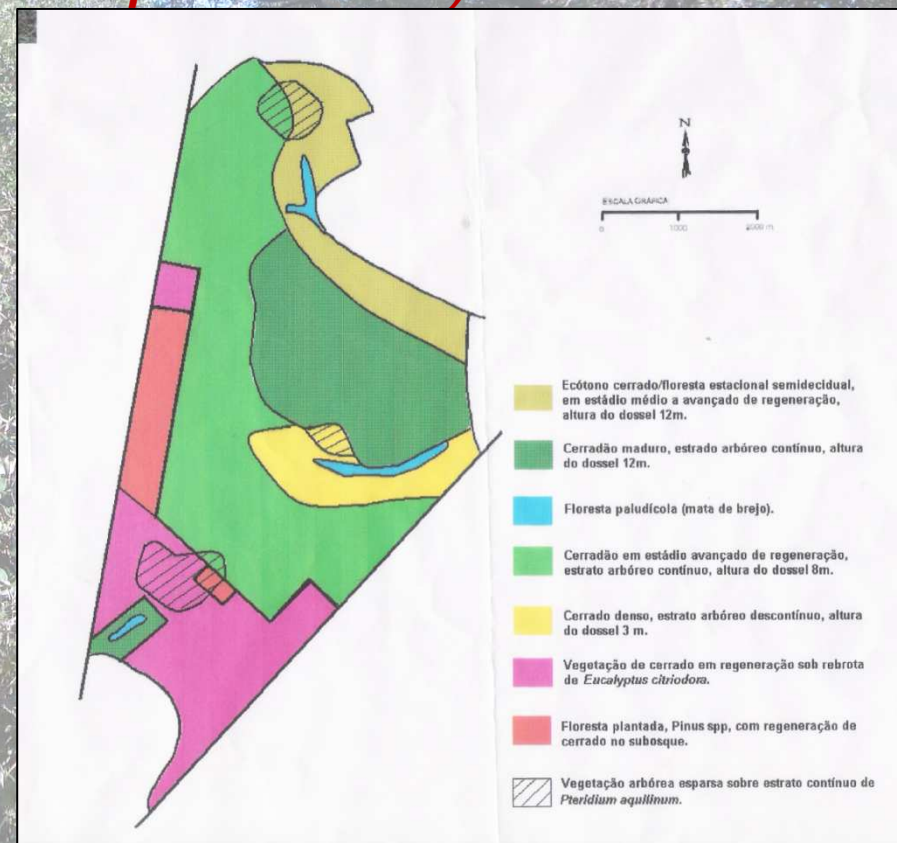 N
ESCALA GRÁFICA
0 1000 2000 m.
Ecótono cerrado/floresta estacional semidecidual,
em estádio médio a avançado de regeneração,
altura do dossel 12m.
Cerradão maduro, estrado arbóreo contínuo, altura
do dossel 12m.
Floresta paludícola (mata de brejo).
Cerradão em estádio avançado de regeneração,
estrato arbóreo contínuo, altura do dossel 8m.
Cerrado denso, estrato arbóreo descontínuo, altura
do dossel 3 m.
Vegetação de cerrado em regeneração sob rebrota
de Eucalyptus citriodora.
Floresta plantada, Pinus spp, com regeneração de
cerrado no subosque.
Vegetação arbórea esparsa sobre estrato contínuo de
Pteridium aquilinum.